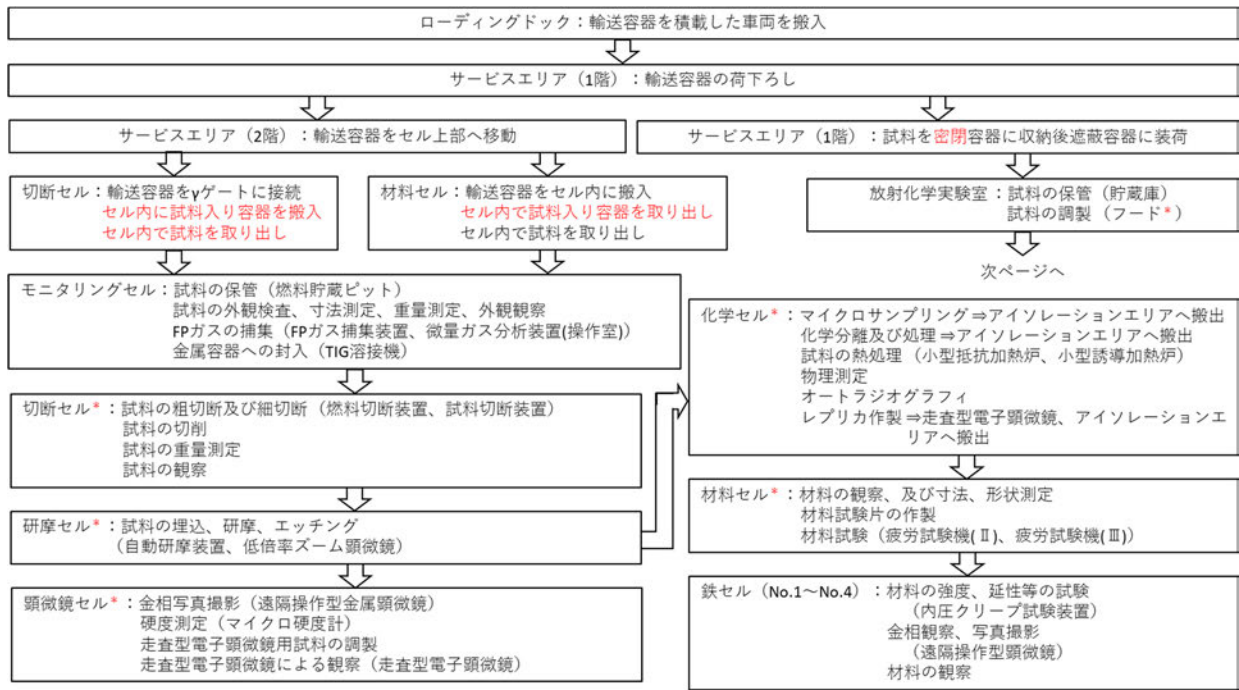 ローディングドック：輸送容器を積載した車両を搬入
サービスエリア（1階）：輸送容器の荷下ろし
サービスエリア（2階）：輸送容器をセル上部へ移動
サービスエリア（1階）：試料を密閉容器に収納後遮蔽容器に装荷
切断セル：輸送容器をγゲートに接続
セル内に試料入り容器を搬入
セル内で試料を取り出し
材料セル：輸送容器をセル内に搬入
セル内で試料入り容器を取り出し
セル内で試料を取り出し
放射化学実験室：試料の保管（貯蔵庫）
試料の調製（フード*）
次ページへ
モニタリングセル：試料の保管（燃料貯蔵ピット）
試料の外観検査、寸法測定、重量測定、外観観察
FPガスの捕集（FPガス捕集装置、微量ガス分析装置(操作室)）
金属容器への封入（TIG溶接機）
切断セル*：試料の粗切断及び細切断（燃料切断装置、試料切断装置）
試料の切削
試料の重量測定
試料の観察
研摩セル*：試料の埋込、研摩、エッチング
（自動研摩装置、低倍率ズーム顕微鏡）
顕微鏡セル*：金相写真撮影（遠隔操作型金属顕微鏡）
硬度測定（マイクロ硬度計）
走査型電子顕微鏡用試料の調製
走査型電子顕微鏡による観察（走査型電子顕微鏡）
化学セル*：マイクロサンプリング⇒アイソレーションエリアへ搬出
化学分離及び処理⇒アイソレーションエリアへ搬出
試料の熱処理（小型抵抗加熱炉、小型誘導加熱炉）
物理測定
オートラジオグラフィ
レプリカ作製⇒走査型電子顕微鏡、アイソレーションエ
リアへ搬出
材料セル*：材料の観察、及び寸法、形状測定
材料試験片の作製
材料試験（疲労試験機(Ⅱ)、疲労試験機(Ⅲ)）
鉄セル（No.1～No.4）：材料の強度、延性等の試験
（内圧クリープ試験装置）
金相観察、写真撮影
（遠隔操作型顕微鏡）
材料の観察